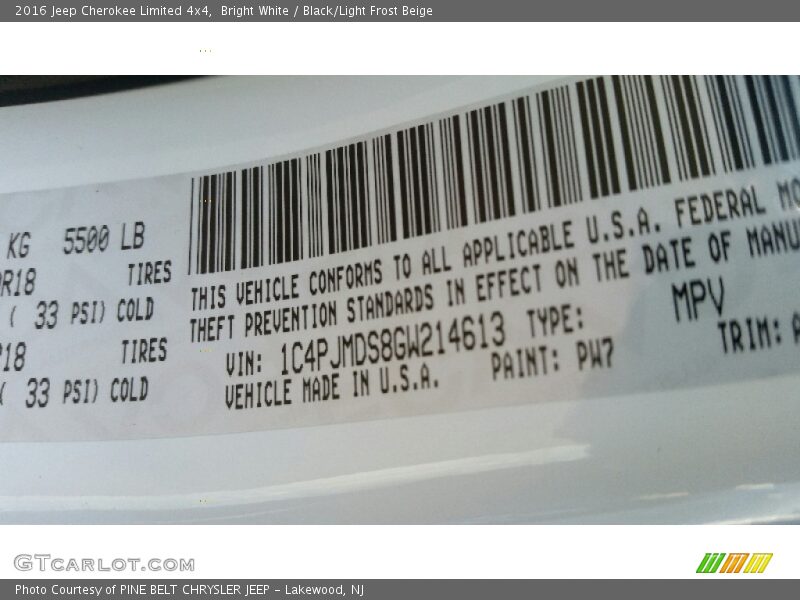 2016 Jeep Cherokee Limited 4x4,  Bright White / Black/Light Frost Beige
KG 5500 LB
R18 TIRES
( 33 PSI) COLD
18 TIRES
( 33 PSI) COLD
THIS VEHICLE CONFORMS TO ALL APPLICABLE U.S.A. FEDERAL MO
THEFT PREVENTION STANDARDS IN EFFECT ON THE DATE OF MANU
VIN: 1C4PJMDS8GW214613 TYPE: MPV
VEHICLE MADE IN U.S.A. PAINT: PW7 TRIM: A
GTCARLOT.COM
Photo Courtesy of PINE BELT CHRYSLER JEEP - Lakewood, NJ